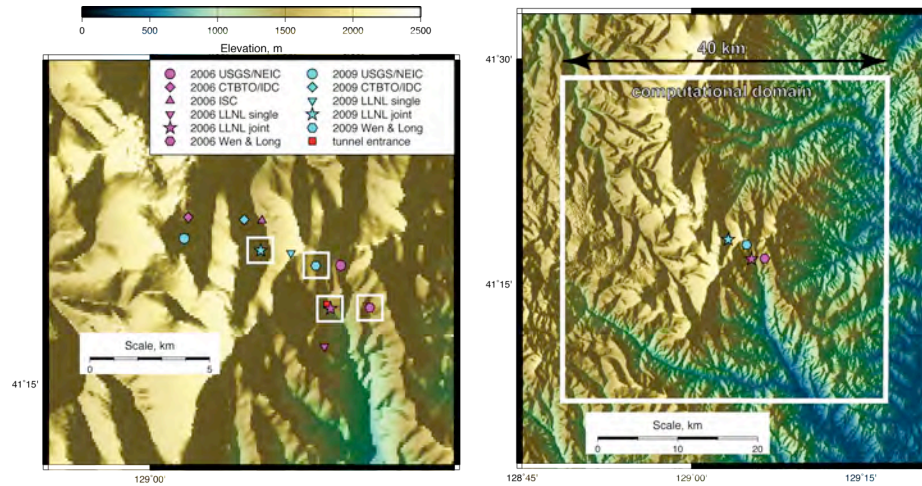 0 500 1000 1500 2000 2500
Elevation, m
2006 USGS/NEIC 2009 USGS/NEIC
2006 CTBTO/IDC 2009 CTBTO/IDC
2006 ISC 2009 LLNL single
2006 LLNL single 2009 LLNL joint
2006 LLNL joint 2009 Wen & Long
2006 Wen & Long tunnel entrance
Scale, km
0 5
41˚15'
129˚00'
40 km
computational domain
41˚30'
41˚15'
Scale, km
0 10 20
128˚45' 129˚00' 129˚15'